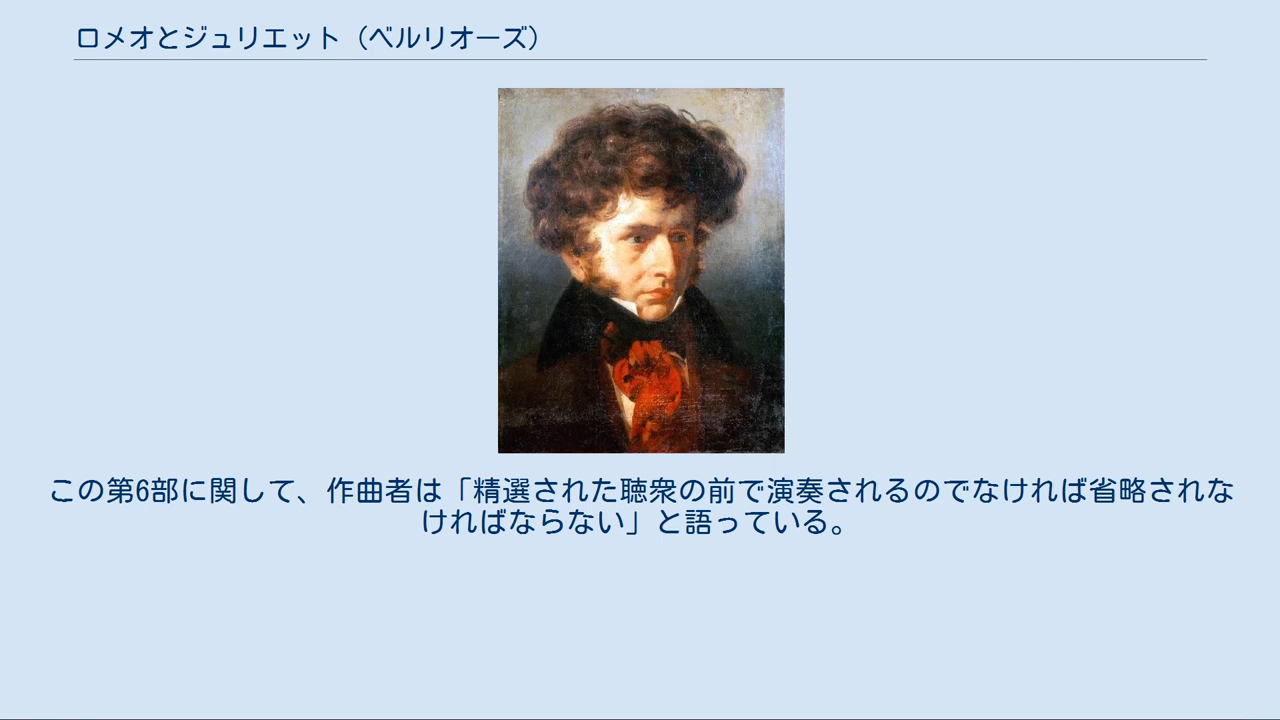 ロメオとジュリエット（ベルリオーズ）
この第6部に関して、作曲者は「精選された聴衆の前で演奏されるのでなければ省略されな
ければならない」と語っている。